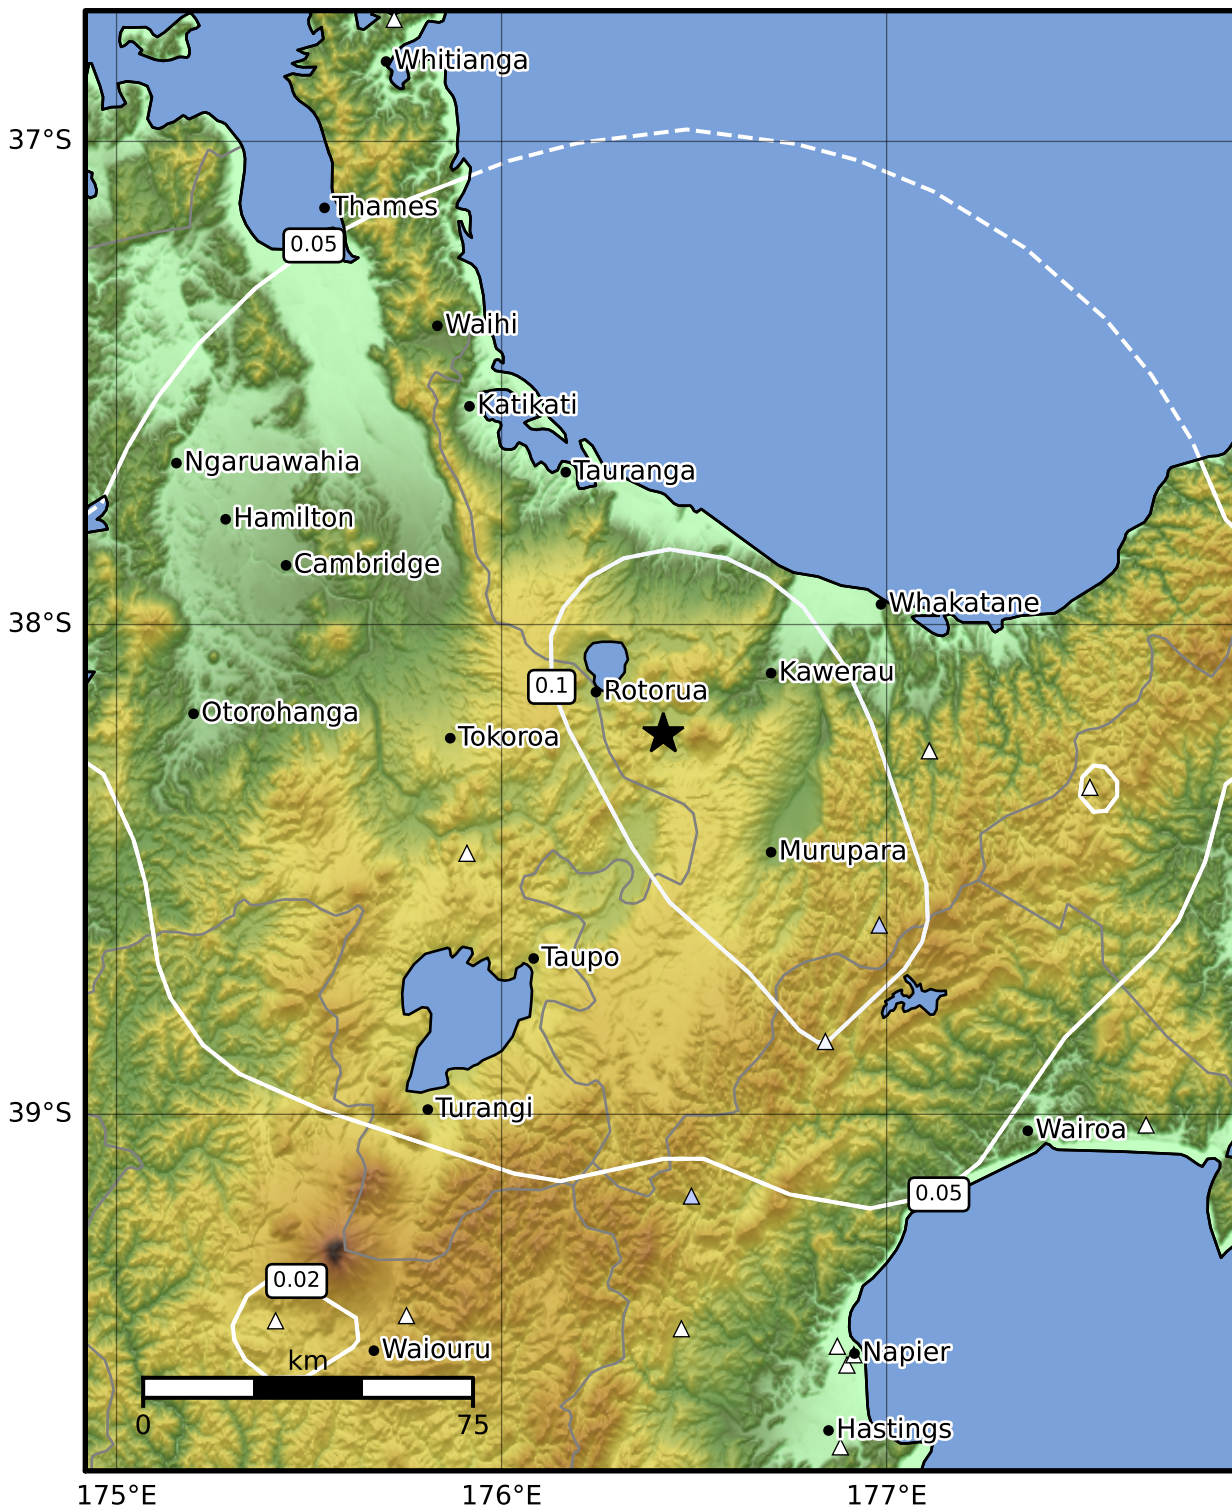 Whitianga
37°S
Thames
0.05
Waihi
Katikati
Ngaruawahia
Tauranga
Hamilton
Cambridge
Whakatane
38°S
Kawerau
0.1
Rotorua
Otorohanga
Tokoroa
Murupara
Taupo
Turangi
39°S
Wairoa
0.05
0.02
Waiouru
Napier
km
0
75
Hastings
175°E
176°E
177°E